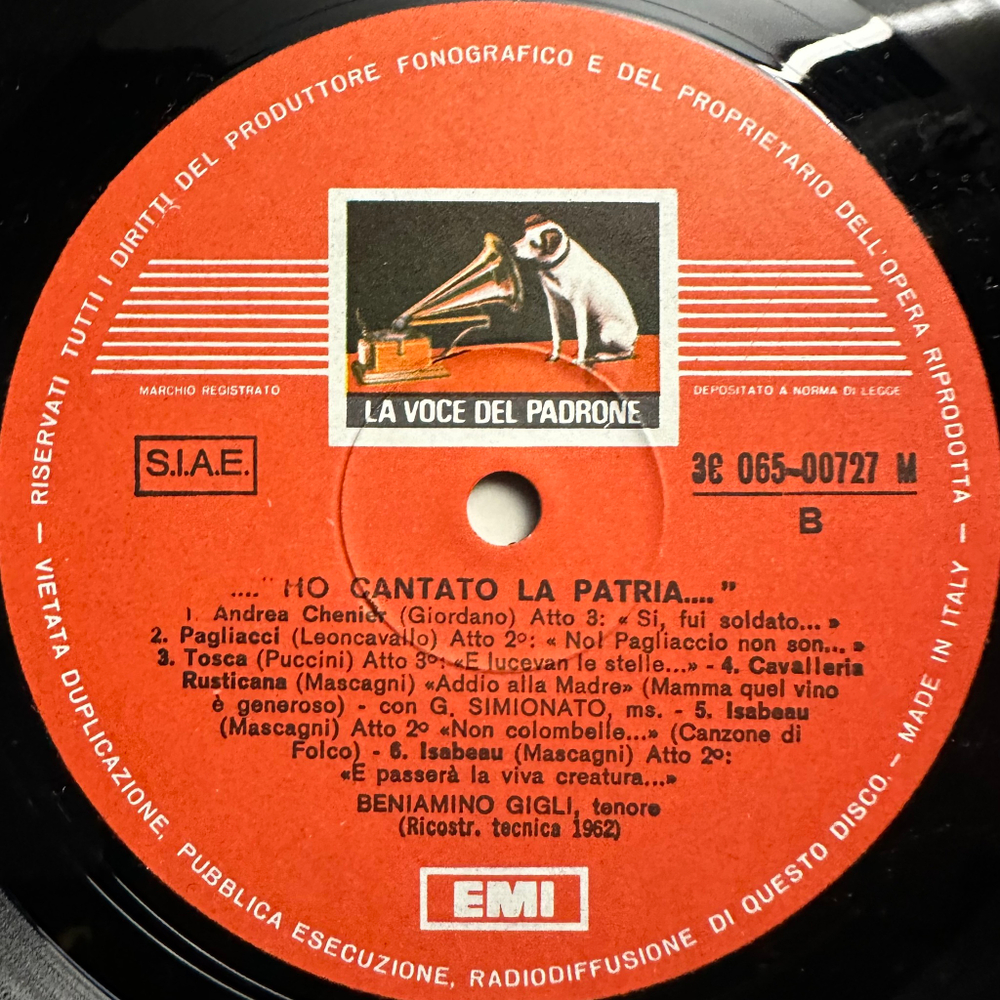 RISERVATI TUTTI I DIRITTI DEL PRODUTTORE FONOGRAFICO E DEL PROPRIETARIO DELL'OPERA RIPRODOTTA — MADE IN ITALY — VIETATA DUPLICAZIONE, PUBBLICA ESECUZIONE, RADIODIFFUSIONE DI QUESTO DISCO. —
MARCHIO REGISTRATO
DEPOSITATO A NORMA DI LEGGE
LA VOCE DEL PADRONE
S.I.A.E.
3C 065-00727 M
B
...." HO CANTATO LA PATRIA...."
1. Andrea Chenier (Giordano) Atto 3: « Si, fui soldato... »
2. Pagliacci (Leoncavallo) Atto 2º: « Nol Pagliaccio non son... »
3. Tosca (Puccini) Atto 3º: «E lucevan le stelle...» - 4. Cavalleria
Rusticana (Mascagni) «Addio alla Madre» (Mamma quel vino
è generoso) - con G. SIMIONATO, ms. - 5. Isabeau
(Mascagni) Atto 2º «Non colombelle...» (Canzone di
Folco) - 6. Isabeau (Mascagni) Atto 2º:
«E passerà la viva creatura...»
BENIAMINO GIGLI, tenore
(Ricostr. tecnica 1962)
EMI